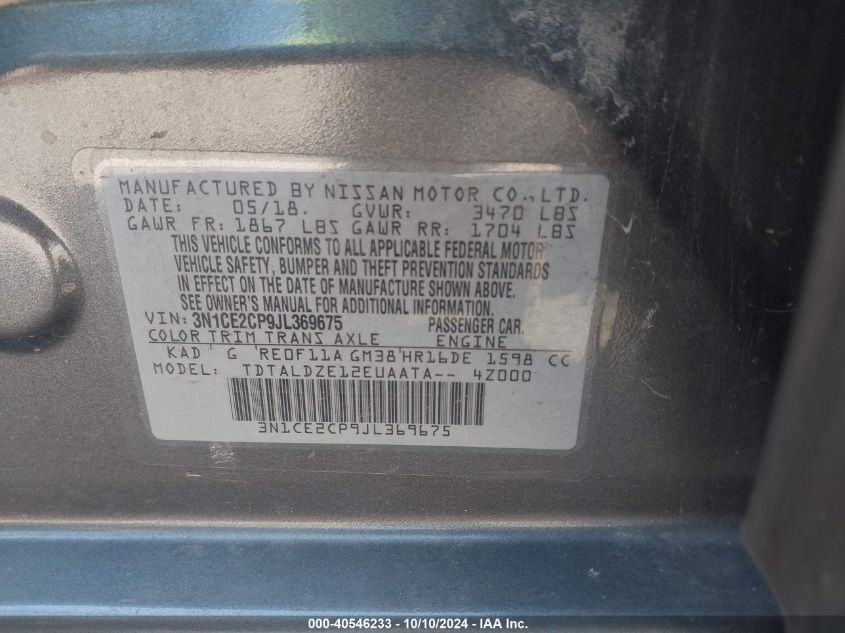 MANUFACTURED BY NISSAN MOTOR CO., LTD.
DATE: 05/18. GVWR: 3470 LBS
GAWR FR: 1867 LBS GAWR RR: 1704 LBS
THIS VEHICLE CONFORMS TO ALL APPLICABLE FEDERAL MOTOR
VEHICLE SAFETY, BUMPER AND THEFT PREVENTION STANDARDS
IN EFFECT ON THE DATE OF MANUFACTURE SHOWN ABOVE.
SEE OWNER'S MANUAL FOR ADDITIONAL INFORMATION.
VIN: 3N1CE2CP9JL369675 PASSENGER CAR.
COLOR TRIM TRANS AXLE ENGINE
KAD G RE0F11A GM38 HR16DE 1598 CC
MODEL: TDTALDZE12EUAATA-- 4Z000
3N1CE2CP9JL369675
000-40546233 - 10/10/2024 - IAA Inc.